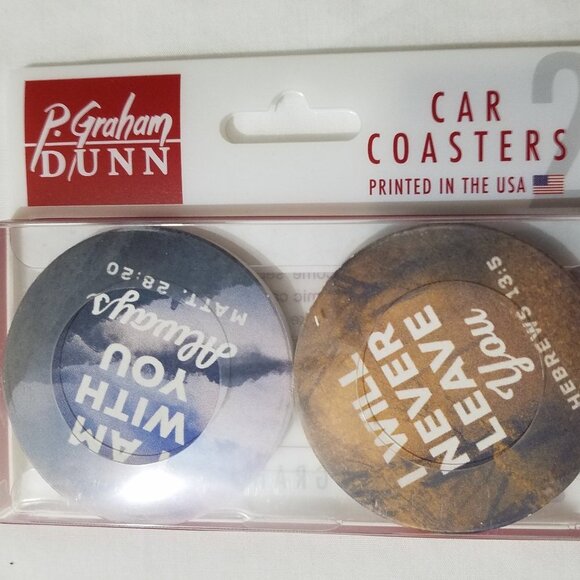 P. Graham
DUNN
CAR
COASTERS
PRINTED IN THE USA
2
I AM
WITH
YOU
Always
MATT. 28:20
I WILL
NEVER
LEAVE
You
HEBREWS 13:5